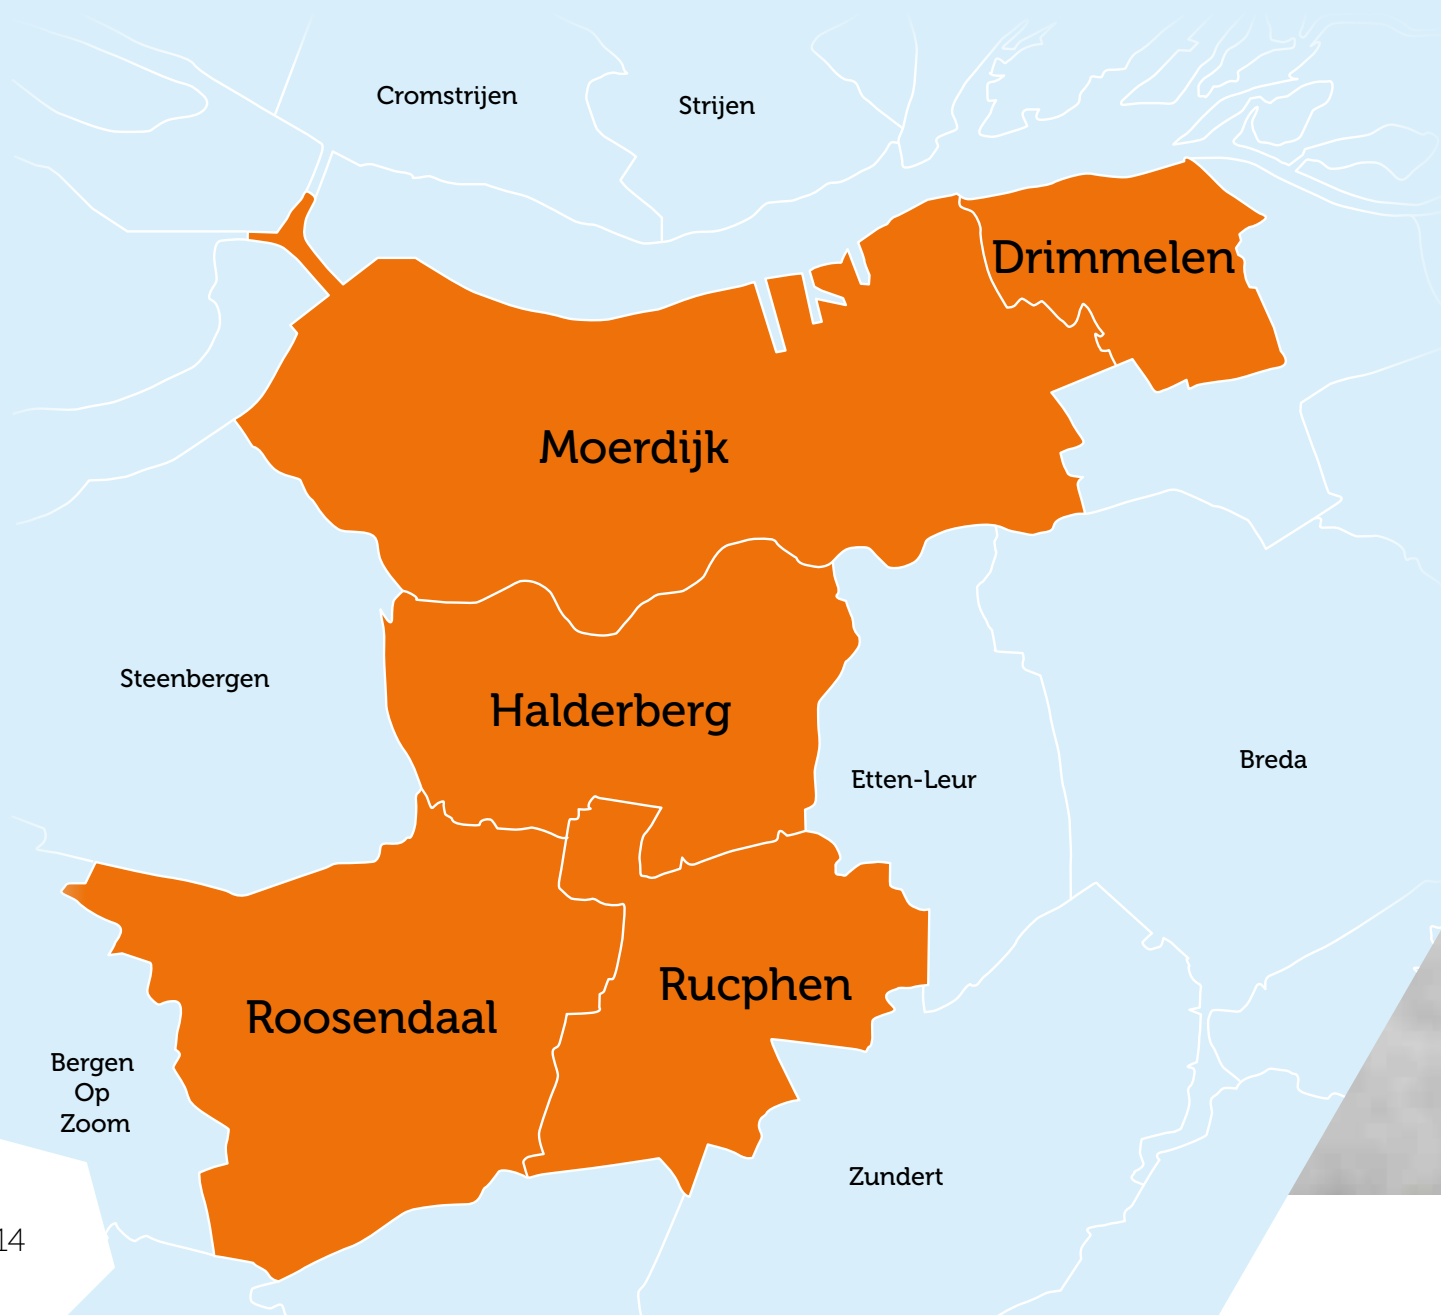 Cromstrijen
Strijen
Drimmelen
Moerdijk
Steenbergen
Halderberg
Etten-Leur
Breda
Rucphen
Roosendaal
Bergen
Op
Zoom
Zundert
14